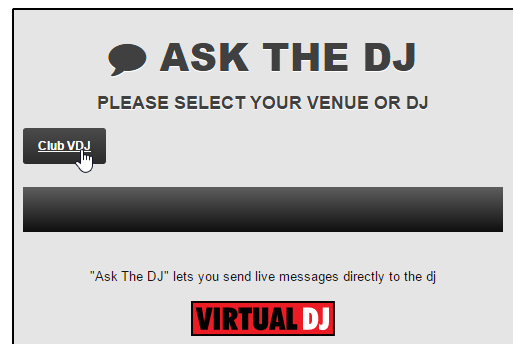 ASK THE DJ
PLEASE SELECT YOUR VENUE OR DJ
Club VDJ
"Ask The DJ" lets you send live messages directly to the dj
VIRTUAL DJ